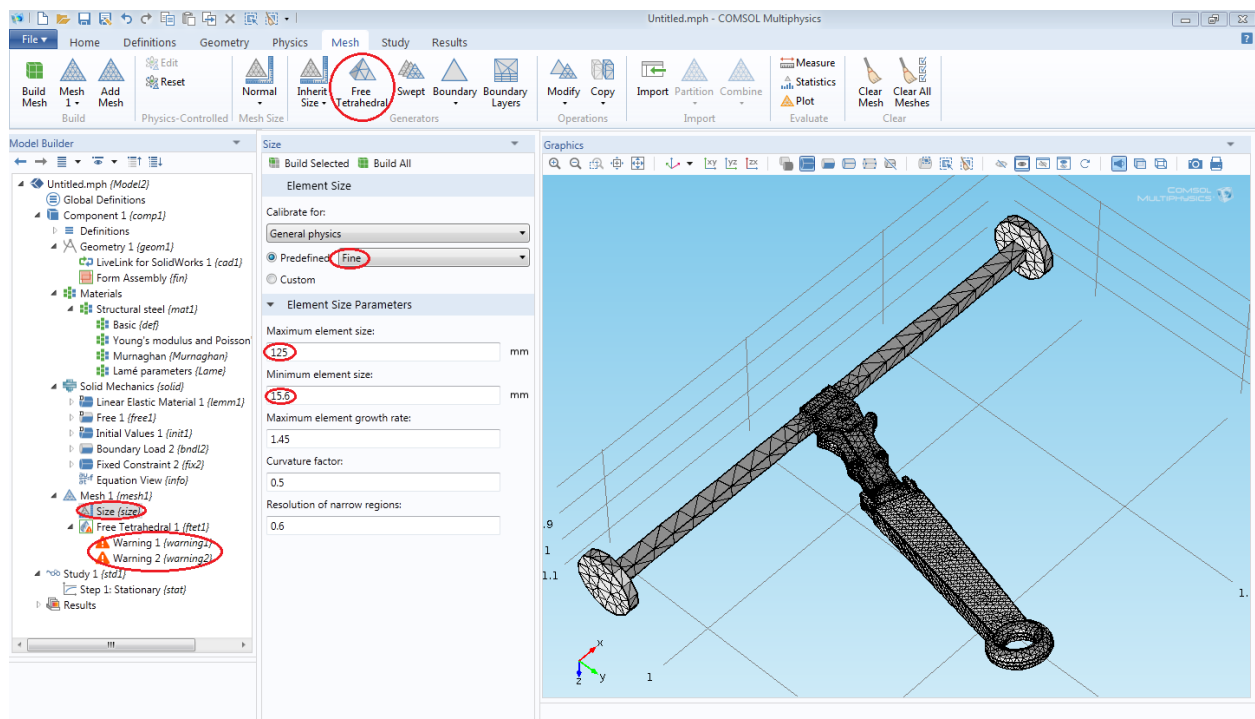 Untitled.mph - COMSOL Multiphysics
File Home Definitions Geometry Physics Mesh Study Results
Build Mesh
Mesh 1
Add Mesh
Edit
Reset
Normal
Inherit Size
Free Tetrahedral
Swept
Boundary
Boundary Layers
Modify
Copy
Import
Partition
Combine
Measure
Statistics
Plot
Clear Mesh
Clear All Meshes
Build Physics-Controlled Mesh Size Generators Operations Import Evaluate Clear
Model Builder
Untitled.mph (Model2)
Global Definitions
Component 1 (comp1)
Definitions
Geometry 1 (geom1)
LiveLink for SolidWorks 1 (cad1)
Form Assembly (fin)
Materials
Structural steel (mat1)
Basic (def)
Young's modulus and Poisson'
Murnaghan (Murnaghan)
Lamé parameters (Lame)
Solid Mechanics (solid)
Linear Elastic Material 1 (lemm1)
Free 1 (free1)
Initial Values 1 (init1)
Boundary Load 2 (bndl2)
Fixed Constraint 2 (fix2)
Equation View (info)
Mesh 1 (mesh1)
Size (size)
Free Tetrahedral 1 (ftet1)
Warning 1 (warning1)
Warning 2 (warning2)
Study 1 (std1)
Step 1: Stationary (stat)
Results
Size
Build Selected Build All
Element Size
Calibrate for:
General physics
Predefined Fine
Custom
Element Size Parameters
Maximum element size:
125 mm
Minimum element size:
15.6 mm
Maximum element growth rate:
1.45
Curvature factor:
0.5
Resolution of narrow regions:
0.6
Graphics
xy yz zx
COMSOL
MULTIPHYSICS
.9
1
1.1
1.
x
z y
1